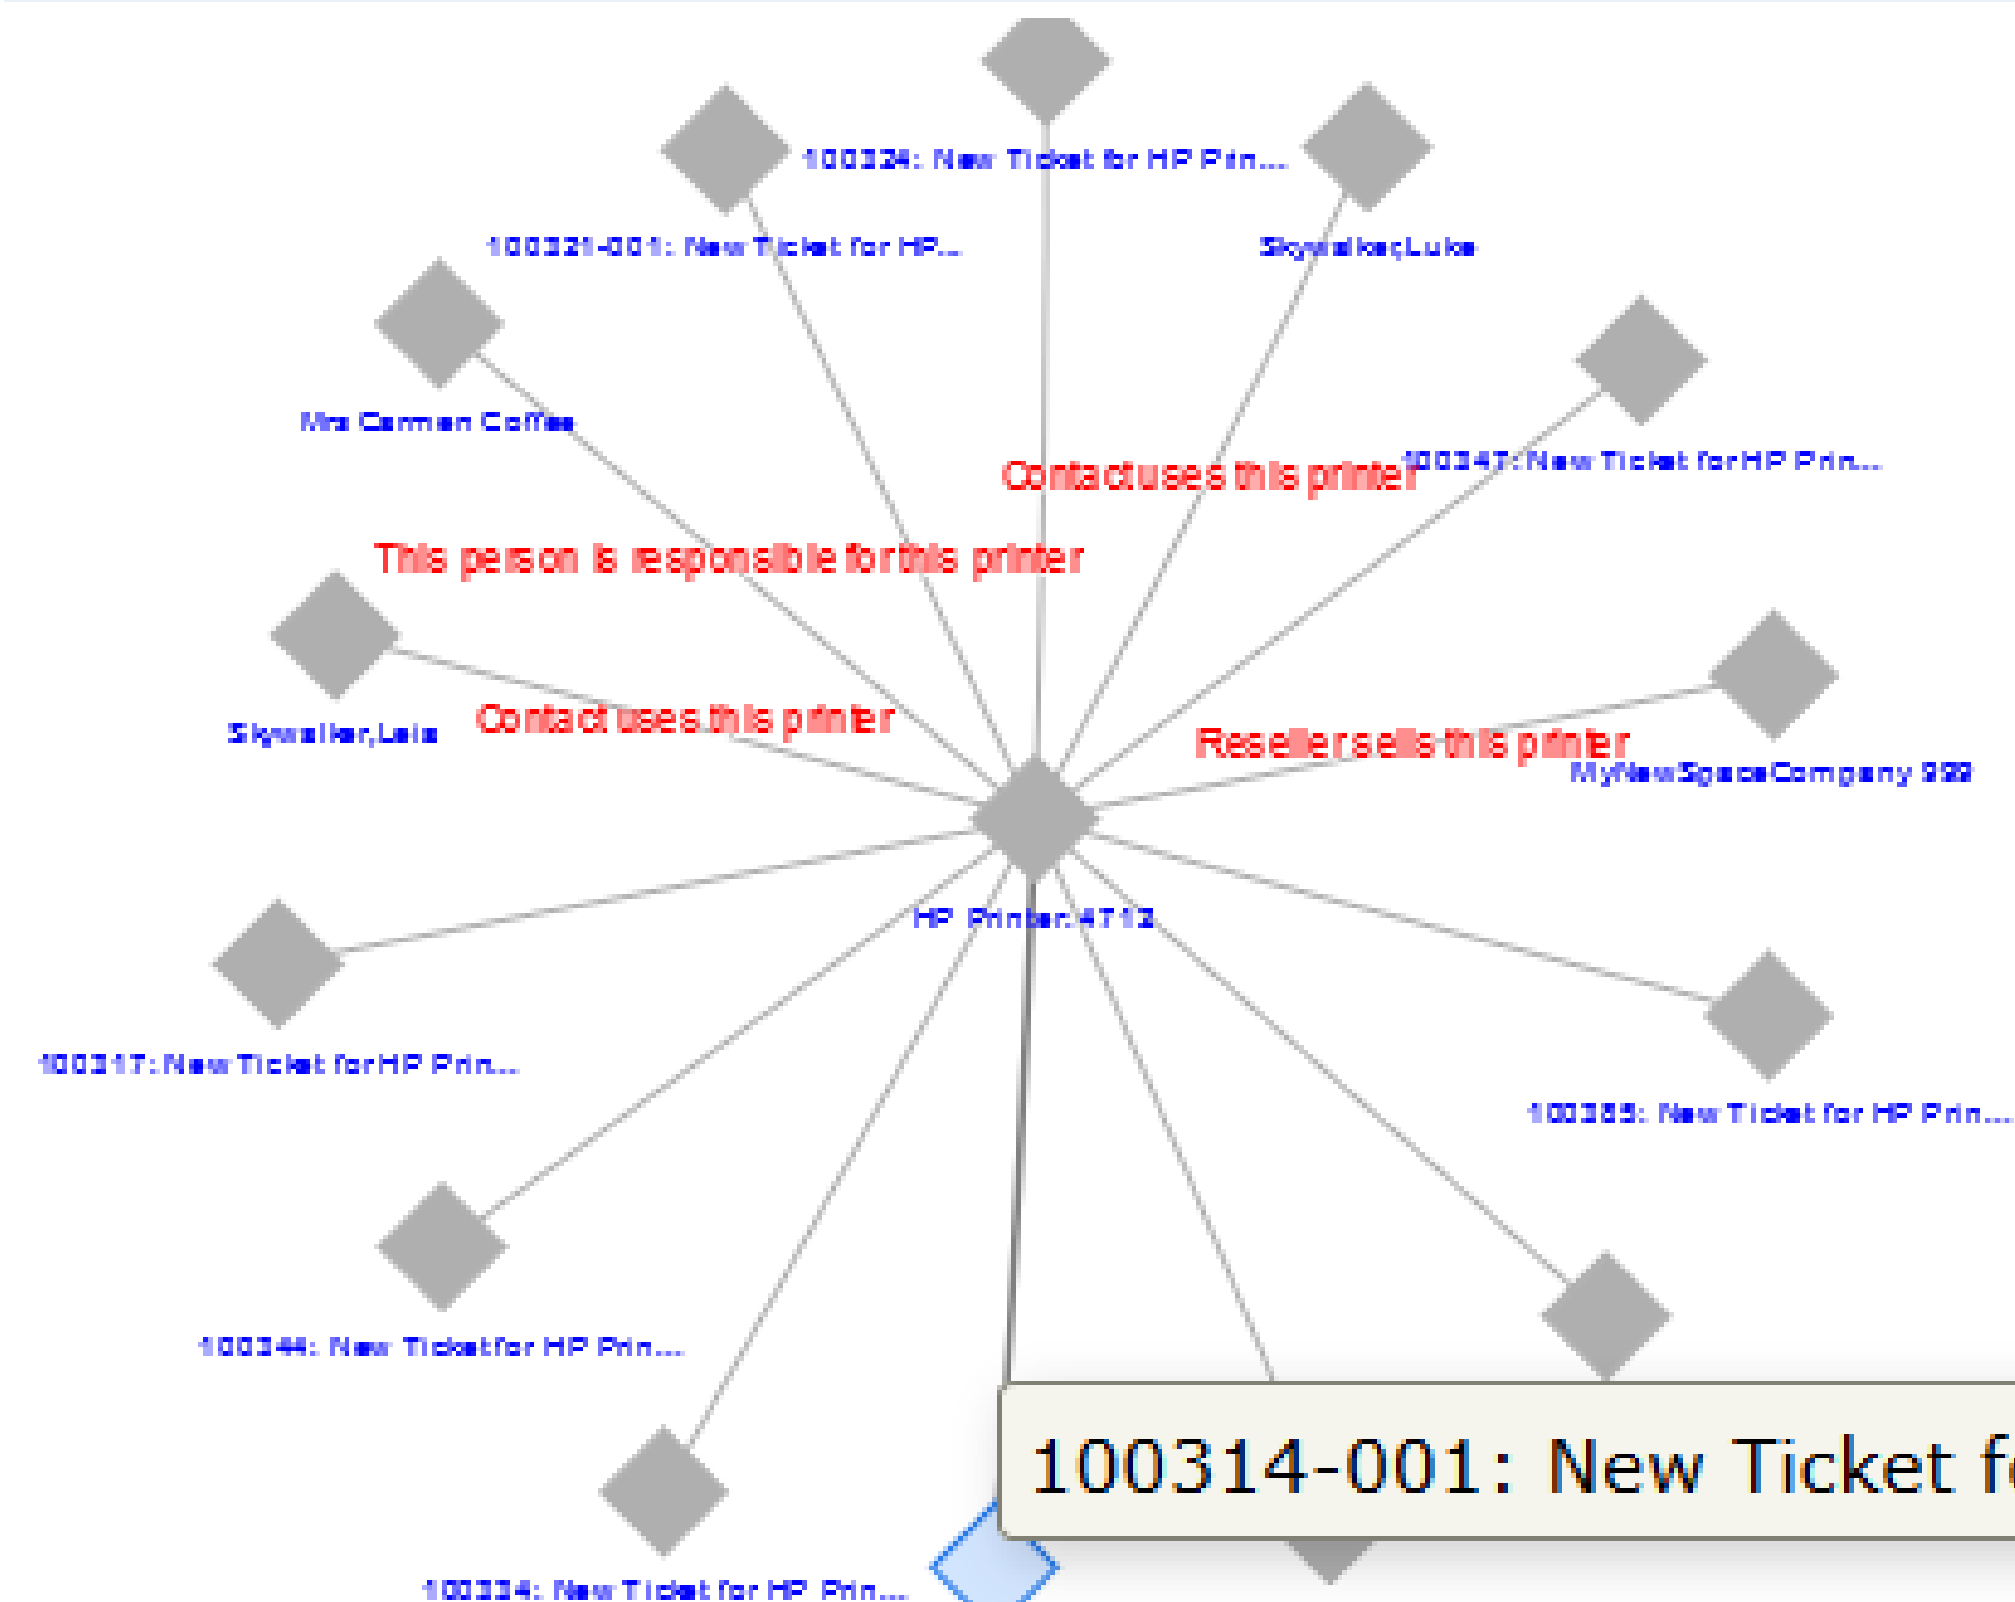 100324: New Ticket for HP Prin...
100321-001: New Ticket for HP...
Skywalker,Luke
Mrs Carmen Coffee
100347: New Ticket for HP Prin...
Contact uses this printer
This person is responsible for this printer
Skywalker,Leia
Contact uses this printer
Reseller sells this printer
MyNewSpaceCompany 999
HP Printer: 4712
100317: New Ticket for HP Prin...
100385: New Ticket for HP Prin...
100344: New Ticket for HP Prin...
100314-001: New Ticket
100334: New Ticket for HP Prin...